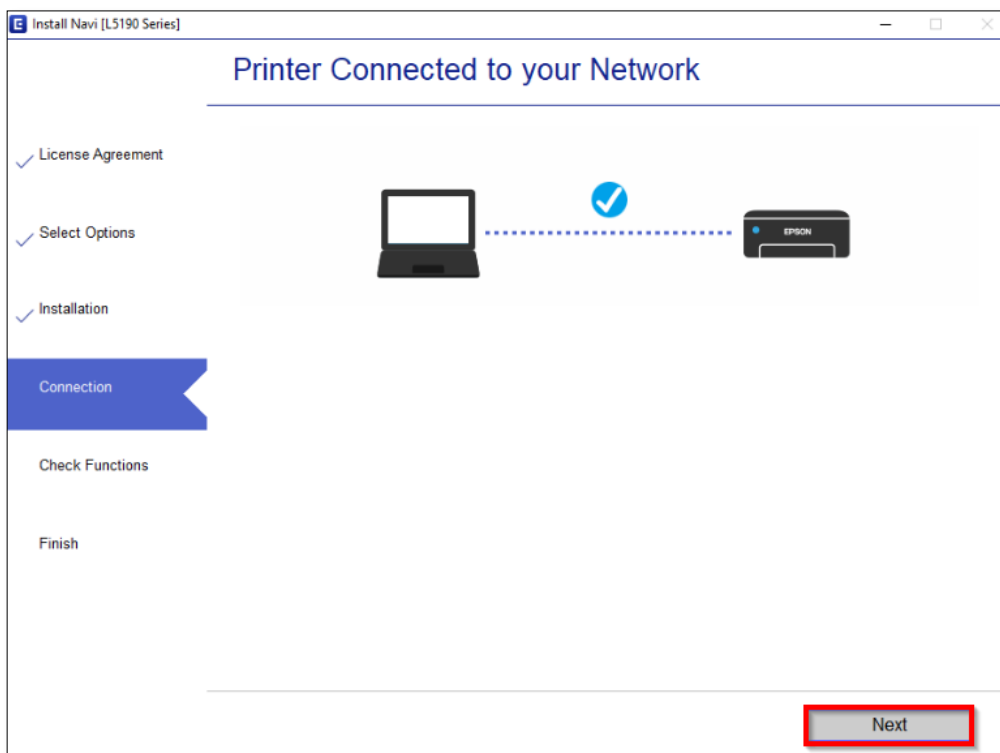 Install Navi [L5190 Series]
Printer Connected to your Network
License Agreement
Select Options
Installation
Connection
Check Functions
Finish
EPSON
Next